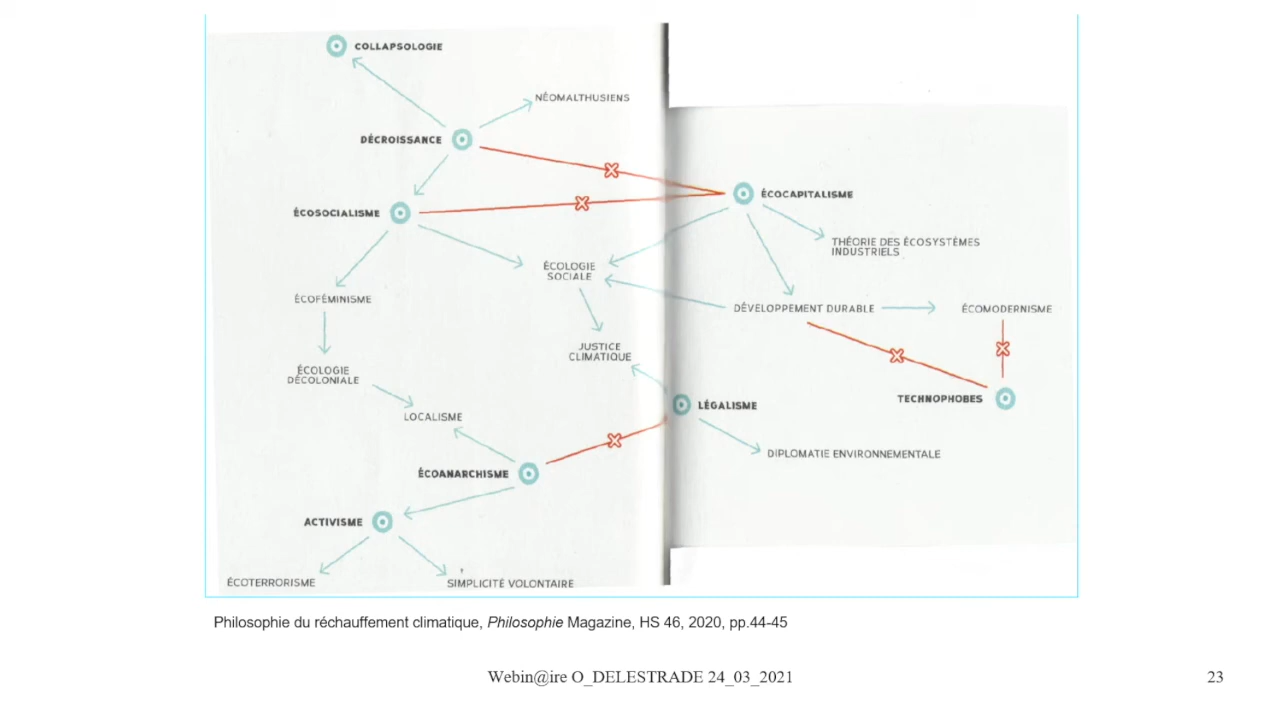 COLLAPSOLOGIE
NÉOMALTHUSIENS
DÉCROISSANCE
ÉCOCAPITALISME
ÉCOSOCIALISME
THÉORIE DES ÉCOSYSTÈMES
INDUSTRIELS
ÉCOLOGIE
SOCIALE
ÉCOFÉMINISME
DÉVELOPPEMENT DURABLE
ÉCOMODERNISME
JUSTICE
CLIMATIQUE
ÉCOLOGIE
DÉCOLONIALE
TECHNOPHOBES
LÉGALISME
LOCALISME
DIPLOMATIE ENVIRONNEMENTALE
ÉCOANARCHISME
ACTIVISME
ÉCOTERRORISME
SIMPLICITÉ VOLONTAIRE
Philosophie du réchauffement climatique, Philosophie Magazine, HS 46, 2020, pp.44-45
Webin@ire O_DELESTRADE 24_03_2021
23